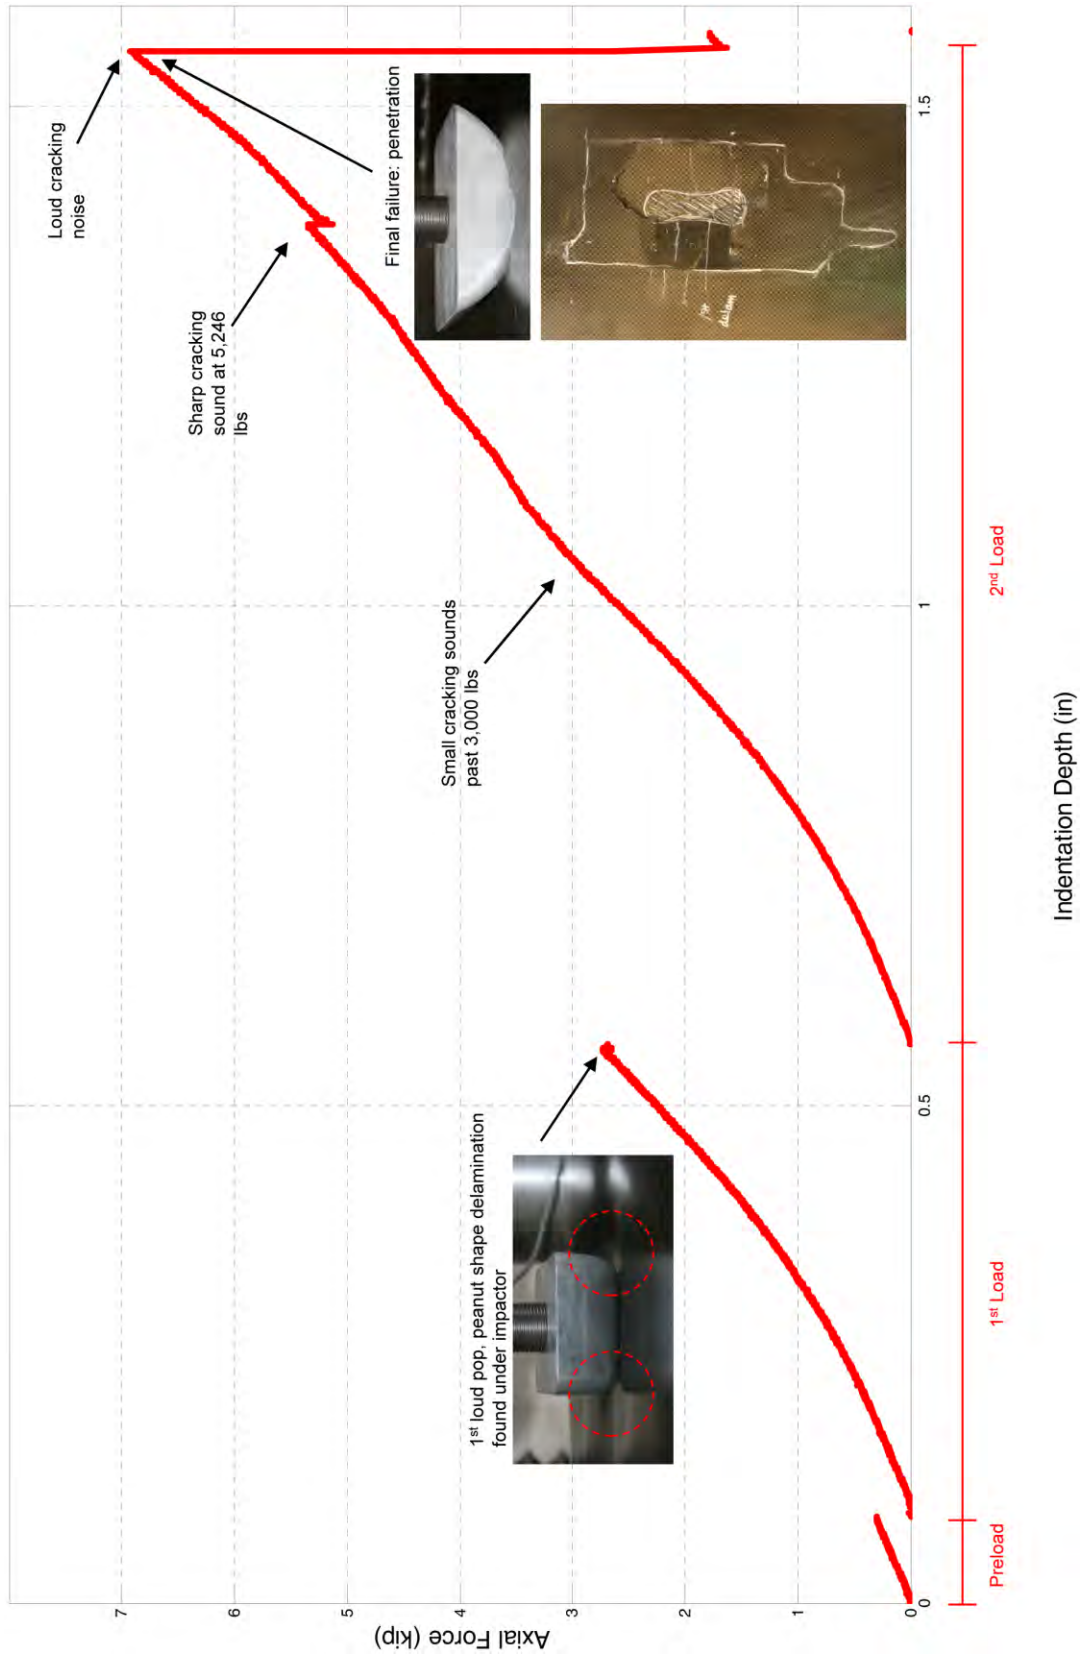 Loud cracking
noise
Final failure: penetration
Sharp cracking
sound at 5,246
lbs
Small cracking sounds
past 3,000 lbs
1st loud pop, peanut shape delamination
found under impactor
delam
Axial Force (kip)
7
6
5
4
3
2
1
0
0
0.5
1
1.5
Preload
1st Load
2nd Load
Indentation Depth (in)